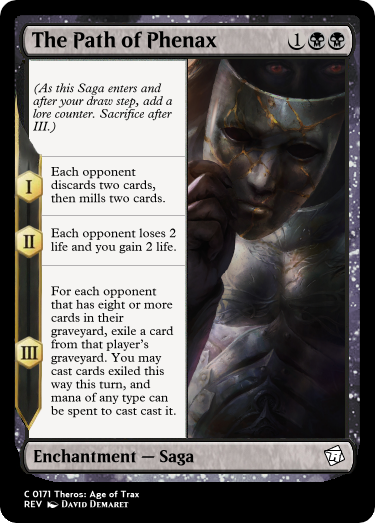 The Path of Phenax 1
(As this Saga enters and
after your draw step, add a
lore counter. Sacrifice after
III.)
I
Each opponent
discards two cards,
then mills two cards.
II
Each opponent loses 2
life and you gain 2 life.
III
For each opponent
that has eight or more
cards in their
graveyard, exile a card
from that player's
graveyard. You may
cast cards exiled this
way this turn, and
mana of any type can
be spent to cast cast it.
Enchantment — Saga
C 0171 Theros: Age of Trax
REV David Demaret